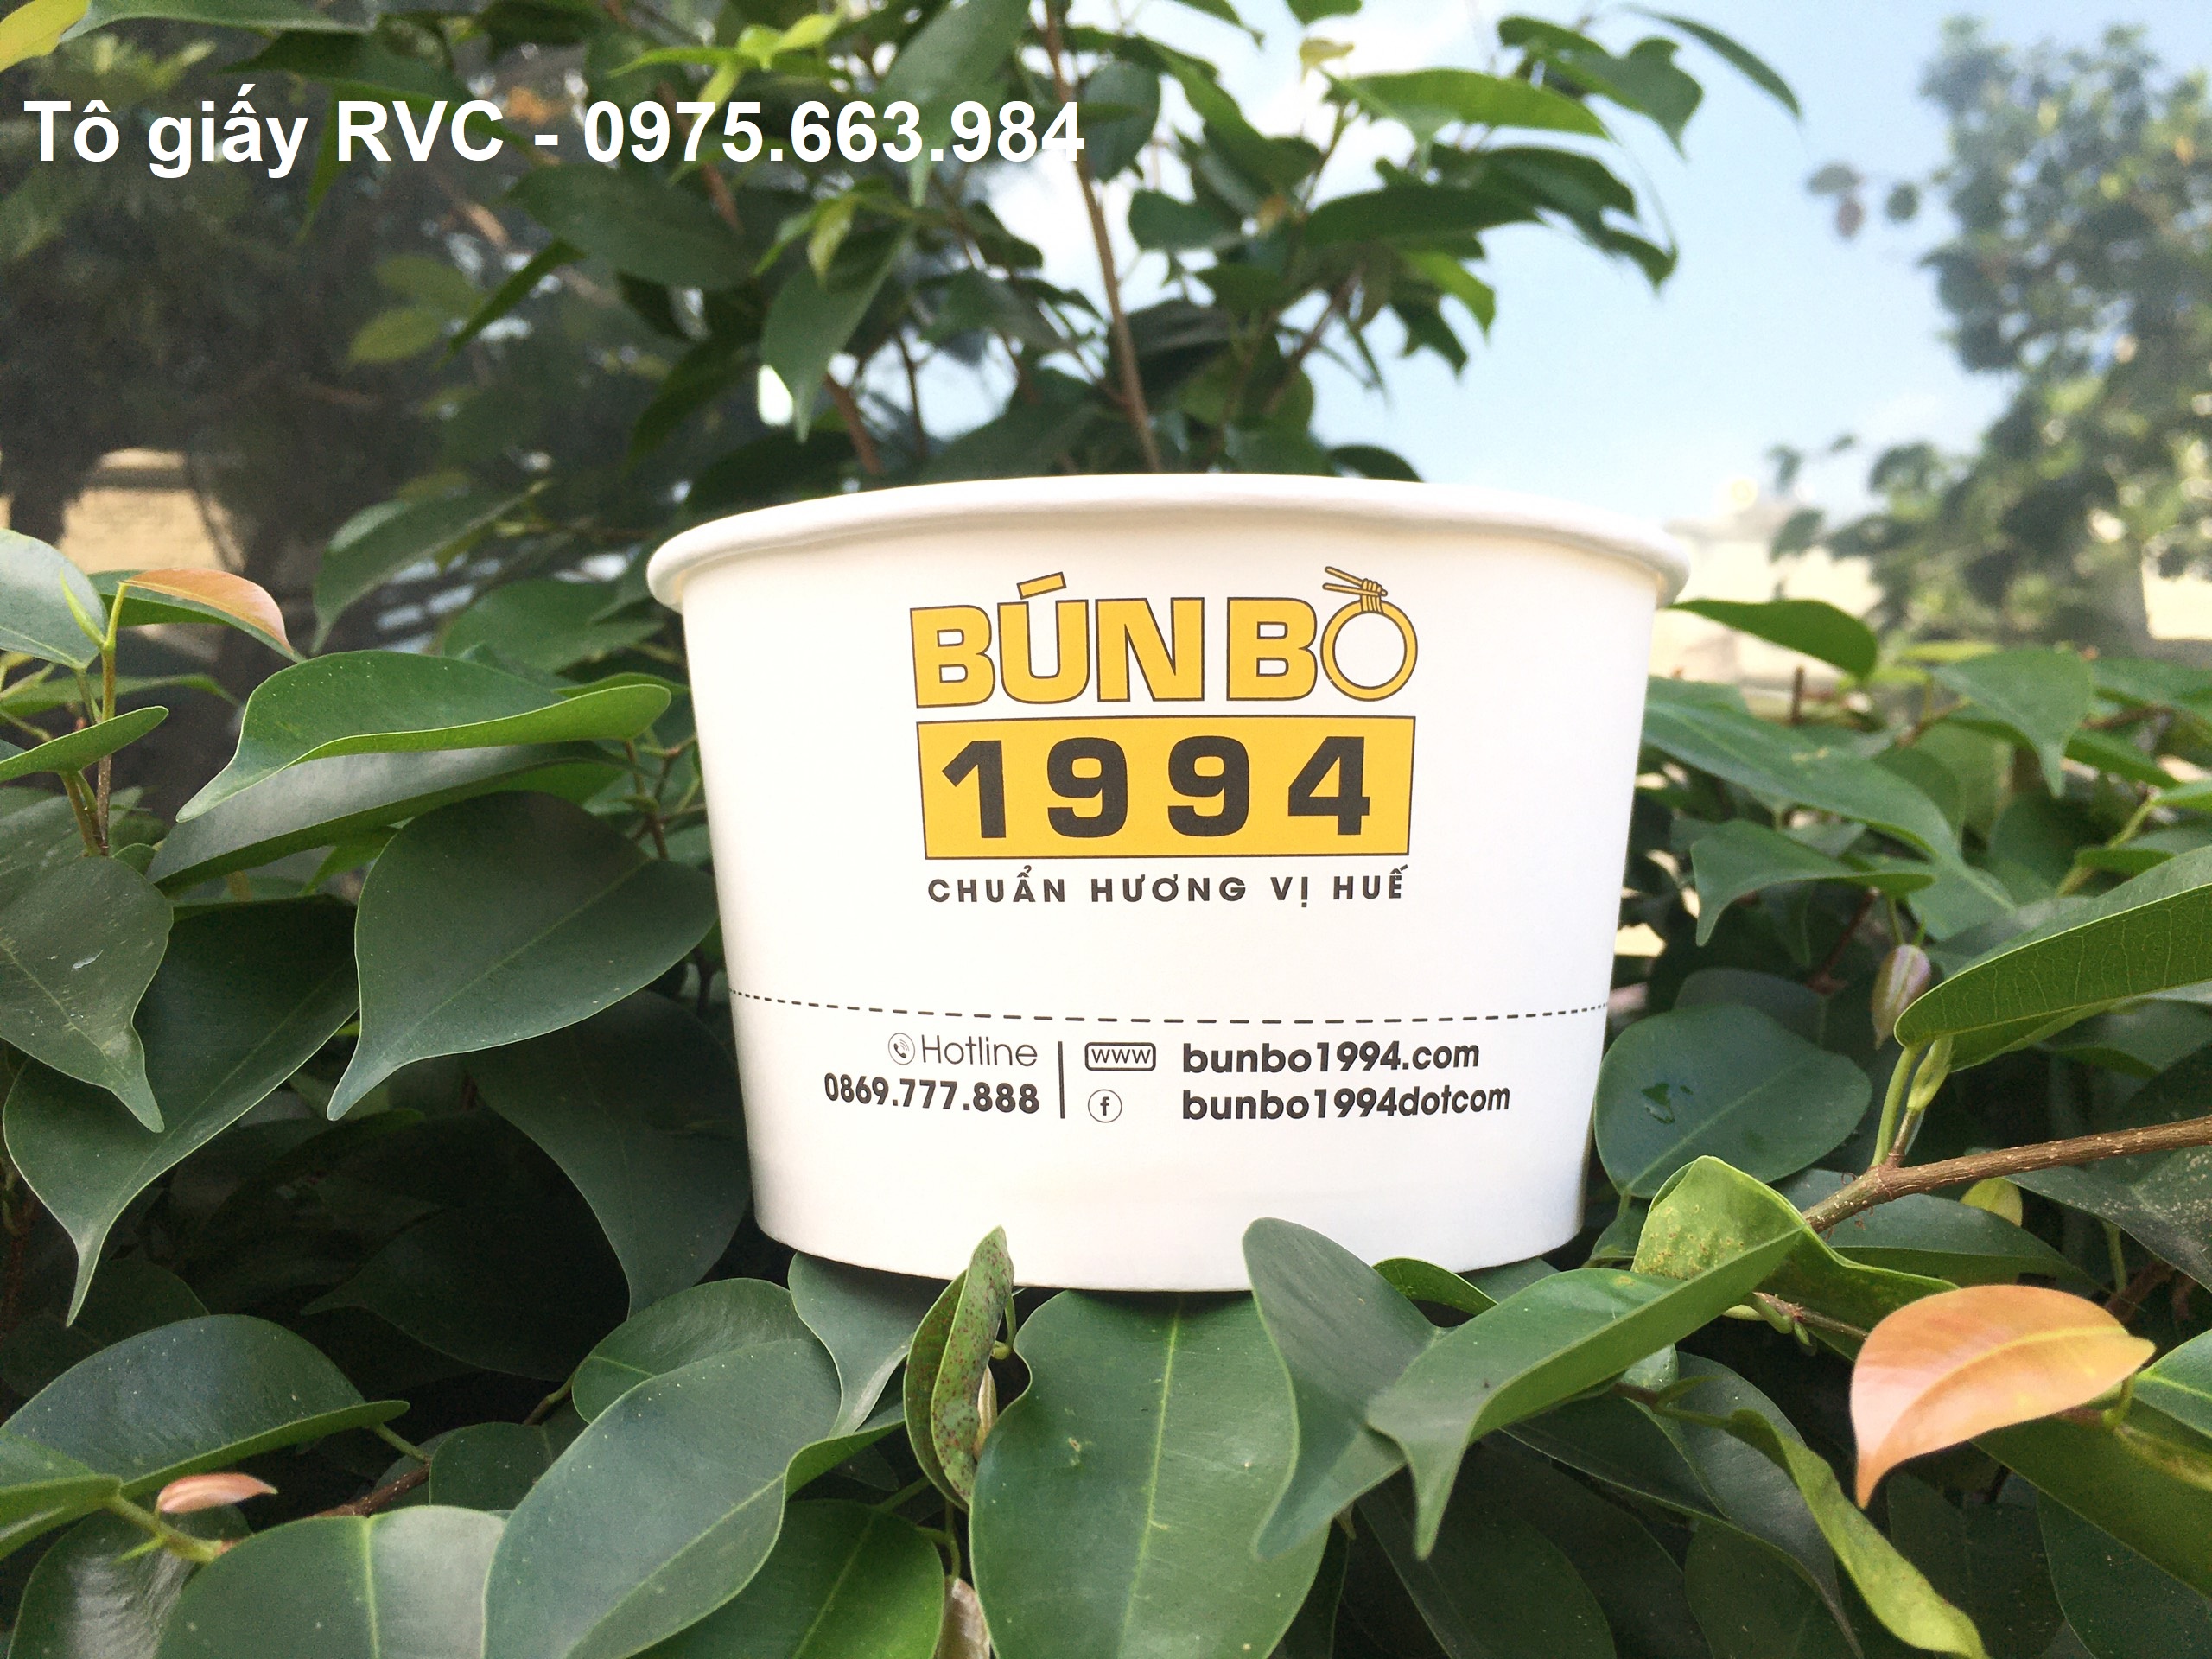 Tô giấy RVC - 0975.663.984
BÚN BÒ
1994
CHUẨN HƯƠNG VỊ HUẾ
Hotline
0869.777.888
www bunbo1994.com
f bunbo1994dotcom